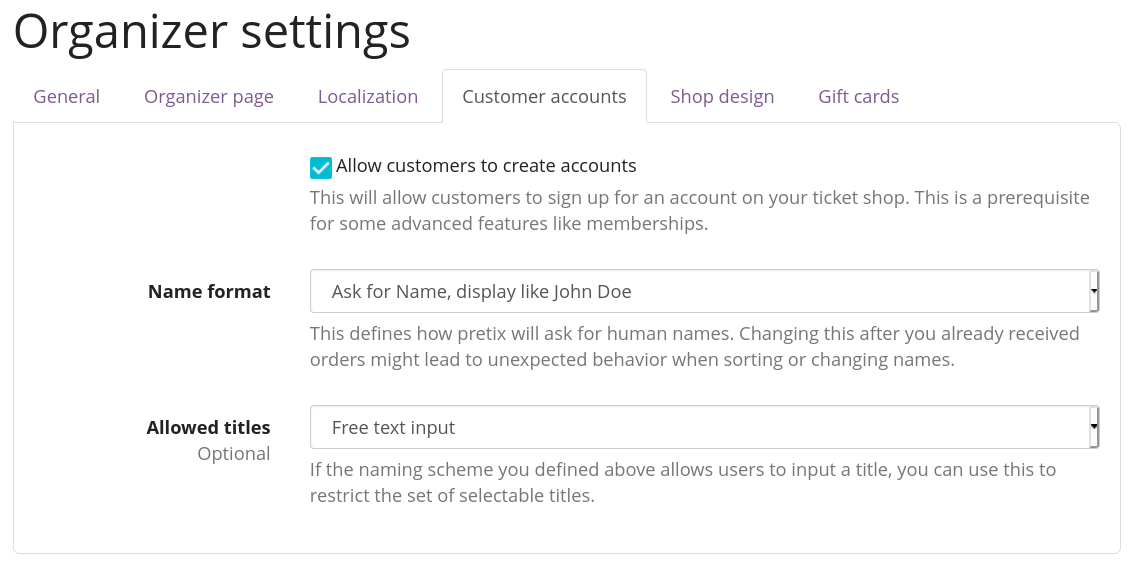 Organizer settings
General Organizer page Localization Customer accounts Shop design Gift cards
Allow customers to create accounts
This will allow customers to sign up for an account on your ticket shop. This is a prerequisite
for some advanced features like memberships.
Name format Ask for Name, display like John Doe
This defines how pretix will ask for human names. Changing this after you already received
orders might lead to unexpected behavior when sorting or changing names.
Allowed titles Free text input
Optional
If the naming scheme you defined above allows users to input a title, you can use this to
restrict the set of selectable titles.